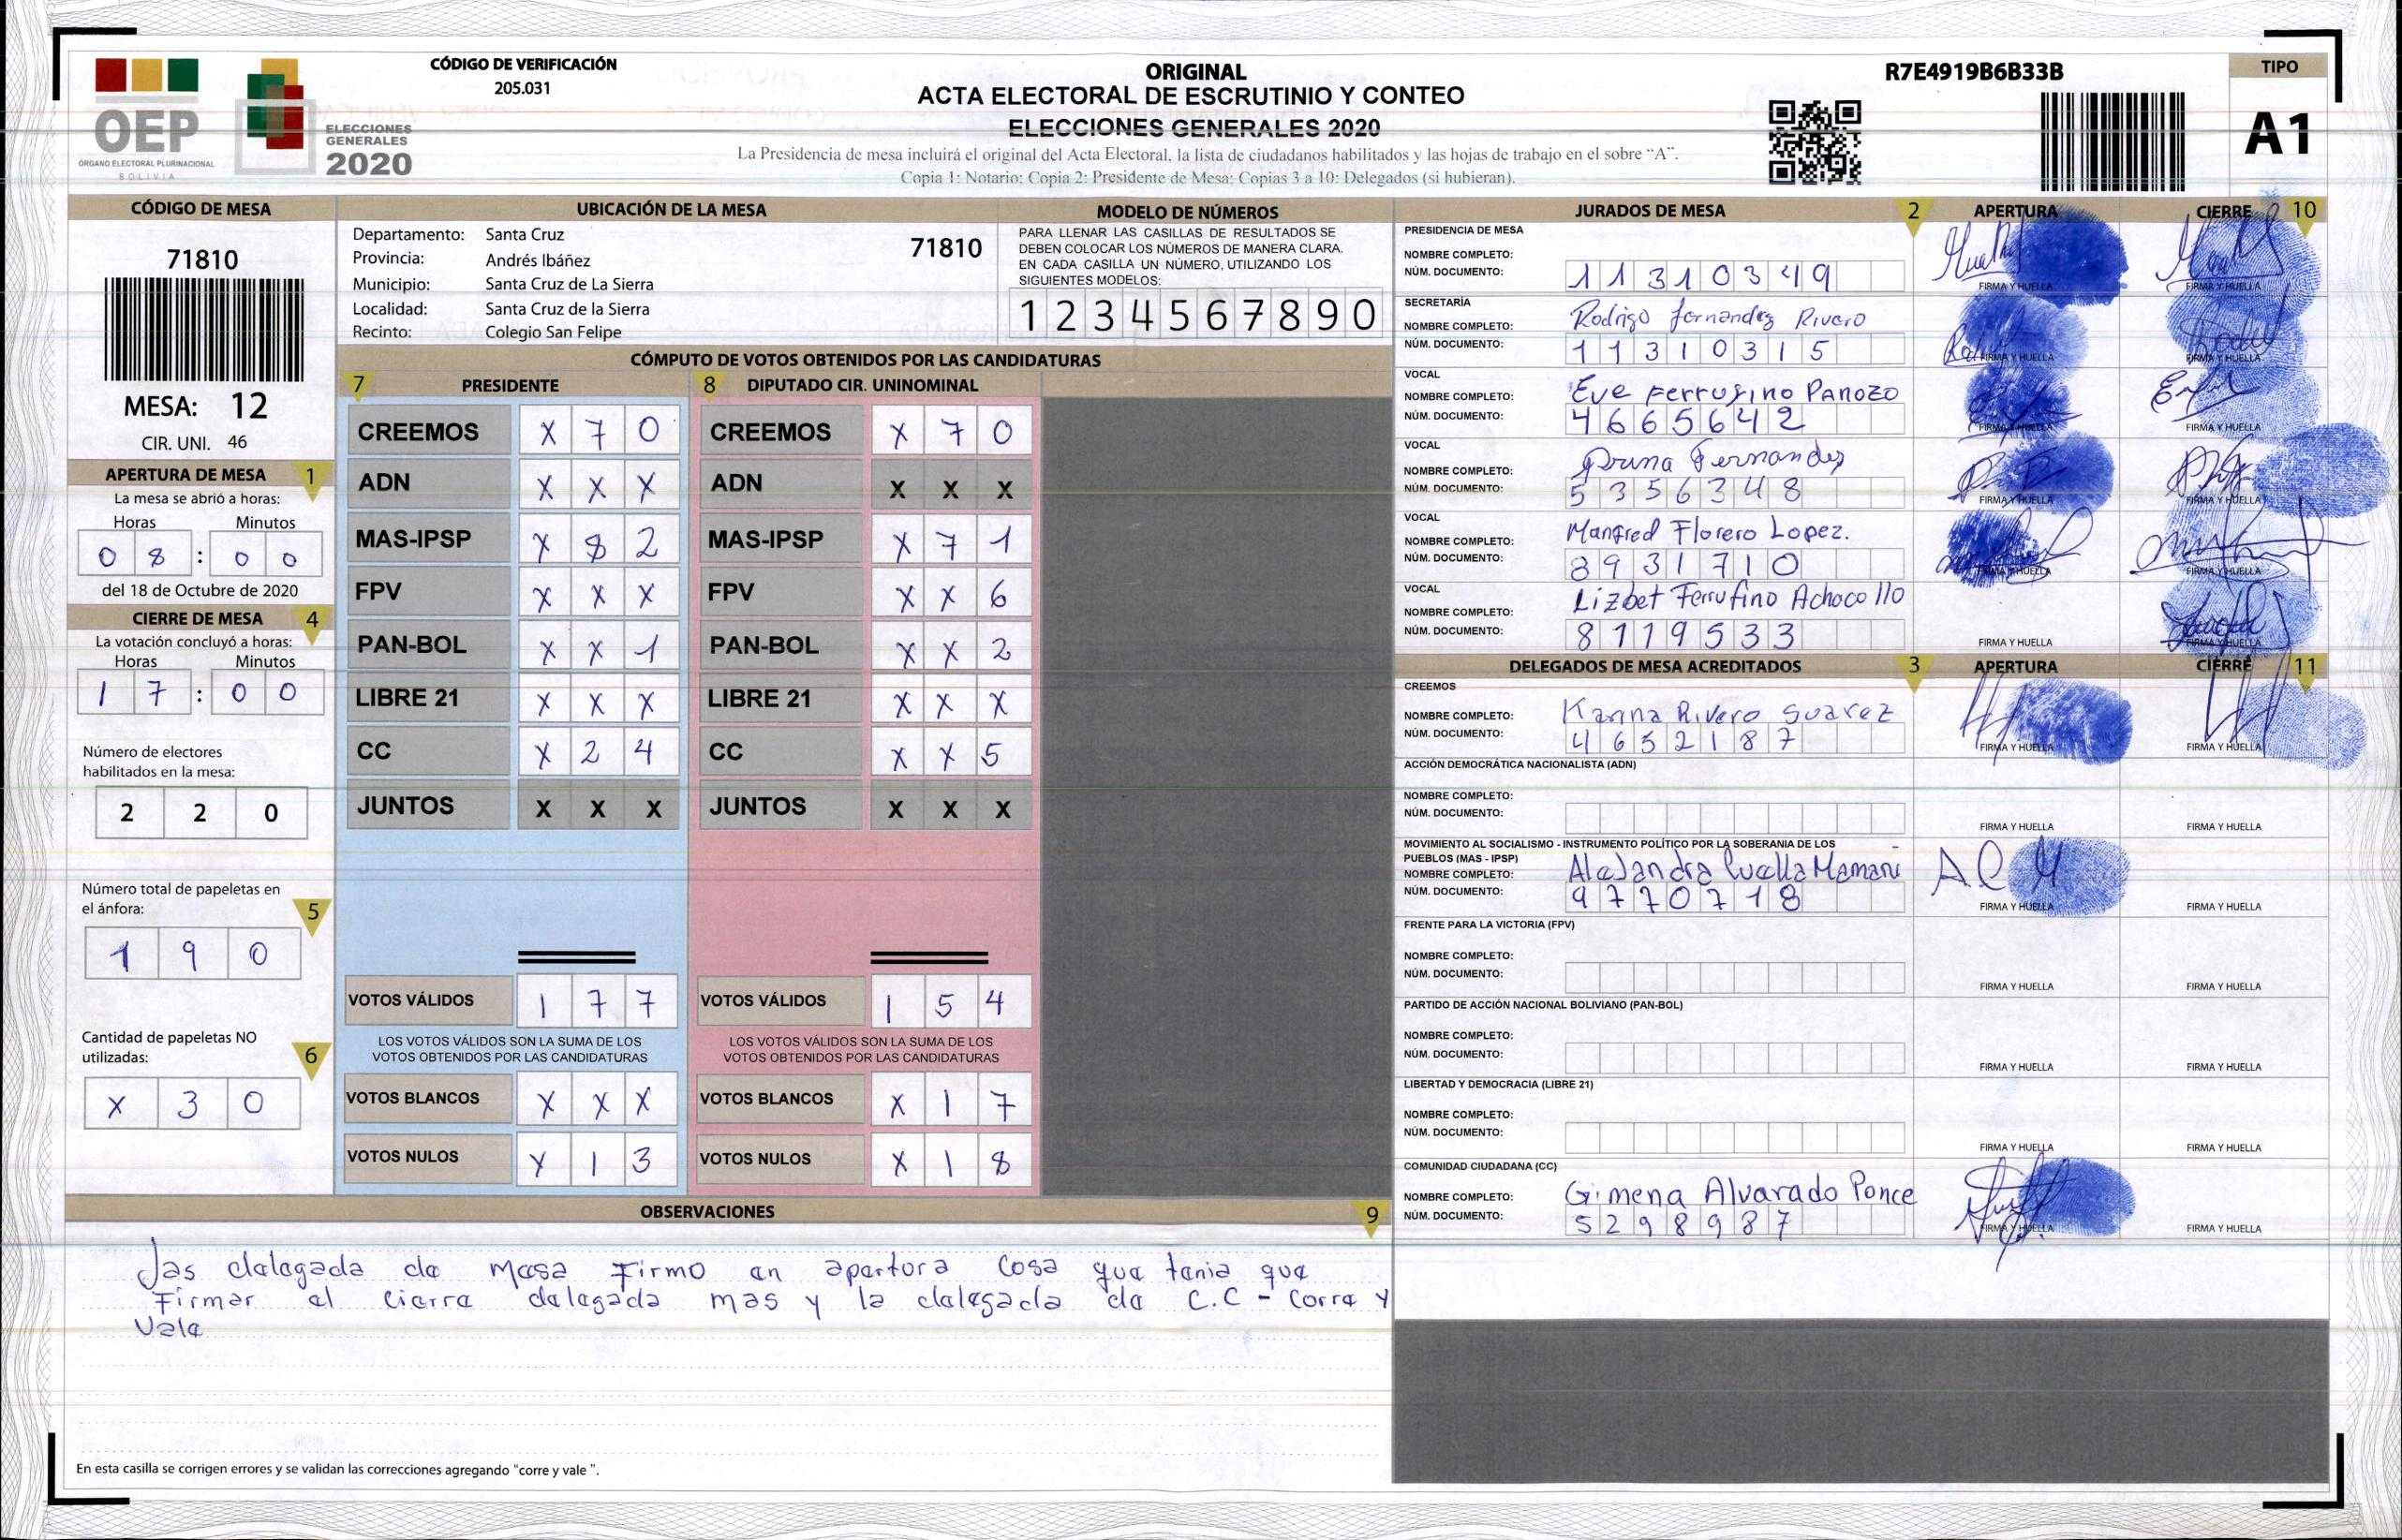 CÓDIGO DE VERIFICACIÓN
205.031
OEP
ÓRGANO ELECTORAL PLURINACIONAL
BOLIVIA
ELECCIONES
GENERALES
2020
ORIGINAL
ACTA ELECTORAL DE ESCRUTINIO Y CONTEO
ELECCIONES GENERALES 2020
La Presidencia de mesa incluirá el original del Acta Electoral, la lista de ciudadanos habilitados y las hojas de trabajo en el sobre “A”.
Copia 1: Notario; Copia 2: Presidente de Mesa; Copias 3 a 10: Delegados (si hubieran).
R7E4919B6B33B
TIPO
A1
CÓDIGO DE MESA
71810
MESA: 12
CIR. UNI. 46
APERTURA DE MESA 1
La mesa se abrió a horas:
Horas Minutos
0 8 : 0 0
del 18 de Octubre de 2020
CIERRE DE MESA 4
La votación concluyó a horas:
Horas Minutos
1 7 : 0 0
Número de electores
habilitados en la mesa:
2 2 0
Número total de papeletas en
el ánfora: 5
1 9 0
Cantidad de papeletas NO
utilizadas: 6
X 3 0
UBICACIÓN DE LA MESA
Departamento: Santa Cruz
71810
Provincia: Andrés Ibáñez
Municipio: Santa Cruz de La Sierra
Localidad: Santa Cruz de la Sierra
Recinto: Colegio San Felipe
MODELO DE NÚMEROS
PARA LLENAR LAS CASILLAS DE RESULTADOS SE
DEBEN COLOCAR LOS NÚMEROS DE MANERA CLARA.
EN CADA CASILLA UN NÚMERO, UTILIZANDO LOS
SIGUIENTES MODELOS:
1 2 3 4 5 6 7 8 9 0
CÓMPUTO DE VOTOS OBTENIDOS POR LAS CANDIDATURAS
7 PRESIDENTE
8 DIPUTADO CIR. UNINOMINAL
CREEMOS X 7 0 CREEMOS X 7 0
ADN X X X ADN X X X
MAS-IPSP X 8 2 MAS-IPSP X 7 1
FPV X X X FPV X X 6
PAN-BOL X X 1 PAN-BOL X X 2
LIBRE 21 X X X LIBRE 21 X X X
CC X 2 4 CC X X 5
JUNTOS X X X JUNTOS X X X
VOTOS VÁLIDOS 1 7 7 VOTOS VÁLIDOS 1 5 4
LOS VOTOS VÁLIDOS SON LA SUMA DE LOS
VOTOS OBTENIDOS POR LAS CANDIDATURAS
LOS VOTOS VÁLIDOS SON LA SUMA DE LOS
VOTOS OBTENIDOS POR LAS CANDIDATURAS
VOTOS BLANCOS X X X VOTOS BLANCOS X 1 7
VOTOS NULOS X 1 3 VOTOS NULOS X 1 8
JURADOS DE MESA 2 APERTURA CIERRE 10
PRESIDENCIA DE MESA
NOMBRE COMPLETO:
NÚM. DOCUMENTO: 1 1 3 1 0 3 4 9
FIRMA Y HUELLA FIRMA Y HUELLA
SECRETARÍA
NOMBRE COMPLETO: Rodrigo Fernandez Rivero
NÚM. DOCUMENTO: 1 1 3 1 0 3 1 5
FIRMA Y HUELLA FIRMA Y HUELLA
VOCAL
NOMBRE COMPLETO: Eve Ferrufino Panozo
NÚM. DOCUMENTO: 4 6 6 5 6 4 2
FIRMA Y HUELLA FIRMA Y HUELLA
VOCAL
NOMBRE COMPLETO: Fernandez
NÚM. DOCUMENTO: 5 3 5 6 3 4 8
FIRMA Y HUELLA FIRMA Y HUELLA
VOCAL
NOMBRE COMPLETO: Manfred Florero Lopez.
NÚM. DOCUMENTO: 8 9 3 1 7 1 0
FIRMA Y HUELLA FIRMA Y HUELLA
VOCAL
NOMBRE COMPLETO: Lizbet Ferrufino Achocollo
NÚM. DOCUMENTO: 8 1 1 9 5 3 3
FIRMA Y HUELLA FIRMA Y HUELLA
DELEGADOS DE MESA ACREDITADOS 3 APERTURA CIERRE 11
CREEMOS
NOMBRE COMPLETO: Karina Rivero Suarez
NÚM. DOCUMENTO: 4 6 5 2 1 8 7
FIRMA Y HUELLA FIRMA Y HUELLA
ACCIÓN DEMOCRÁTICA NACIONALISTA (ADN)
NOMBRE COMPLETO:
NÚM. DOCUMENTO:
FIRMA Y HUELLA FIRMA Y HUELLA
MOVIMIENTO AL SOCIALISMO - INSTRUMENTO POLÍTICO POR LA SOBERANIA DE LOS
PUEBLOS (MAS - IPSP)
NOMBRE COMPLETO: Alejandra Cuella Mamani
NÚM. DOCUMENTO: 9 7 7 0 7 1 8
A C M
FIRMA Y HUELLA FIRMA Y HUELLA
FRENTE PARA LA VICTORIA (FPV)
NOMBRE COMPLETO:
NÚM. DOCUMENTO:
FIRMA Y HUELLA FIRMA Y HUELLA
PARTIDO DE ACCIÓN NACIONAL BOLIVIANO (PAN-BOL)
NOMBRE COMPLETO:
NÚM. DOCUMENTO:
FIRMA Y HUELLA FIRMA Y HUELLA
LIBERTAD Y DEMOCRACIA (LIBRE 21)
NOMBRE COMPLETO:
NÚM. DOCUMENTO:
FIRMA Y HUELLA FIRMA Y HUELLA
COMUNIDAD CIUDADANA (CC)
NOMBRE COMPLETO: Gimena Alvarado Ponce
NÚM. DOCUMENTO: 5 2 9 8 9 8 7
FIRMA Y HUELLA FIRMA Y HUELLA
OBSERVACIONES 9
Las delegada de mesa Firmo en apertura cosa que tenia que
Firmar el cierre delegada mas y la delegada de C.C - Corre y
Vale
En esta casilla se corrigen errores y se validan las correcciones agregando “corre y vale ”.